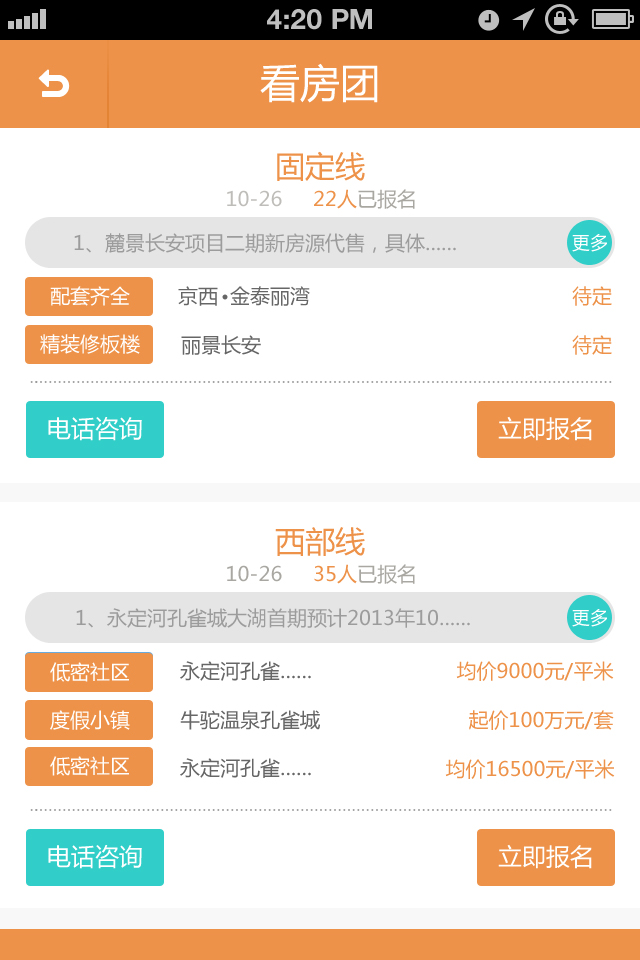 4:20 PM
看房团
固定线
10-26 22人已报名
1、麓景长安项目二期新房源代售，具体......
更多
配套齐全 京西·金泰丽湾 待定
精装修板楼 丽景长安 待定
电话咨询 立即报名
西部线
10-26 35人已报名
1、永定河孔雀城大湖首期预计2013年10......
更多
低密社区 永定河孔雀...... 均价9000元/平米
度假小镇 牛驼温泉孔雀城 起价100万元/套
低密社区 永定河孔雀...... 均价16500元/平米
电话咨询 立即报名